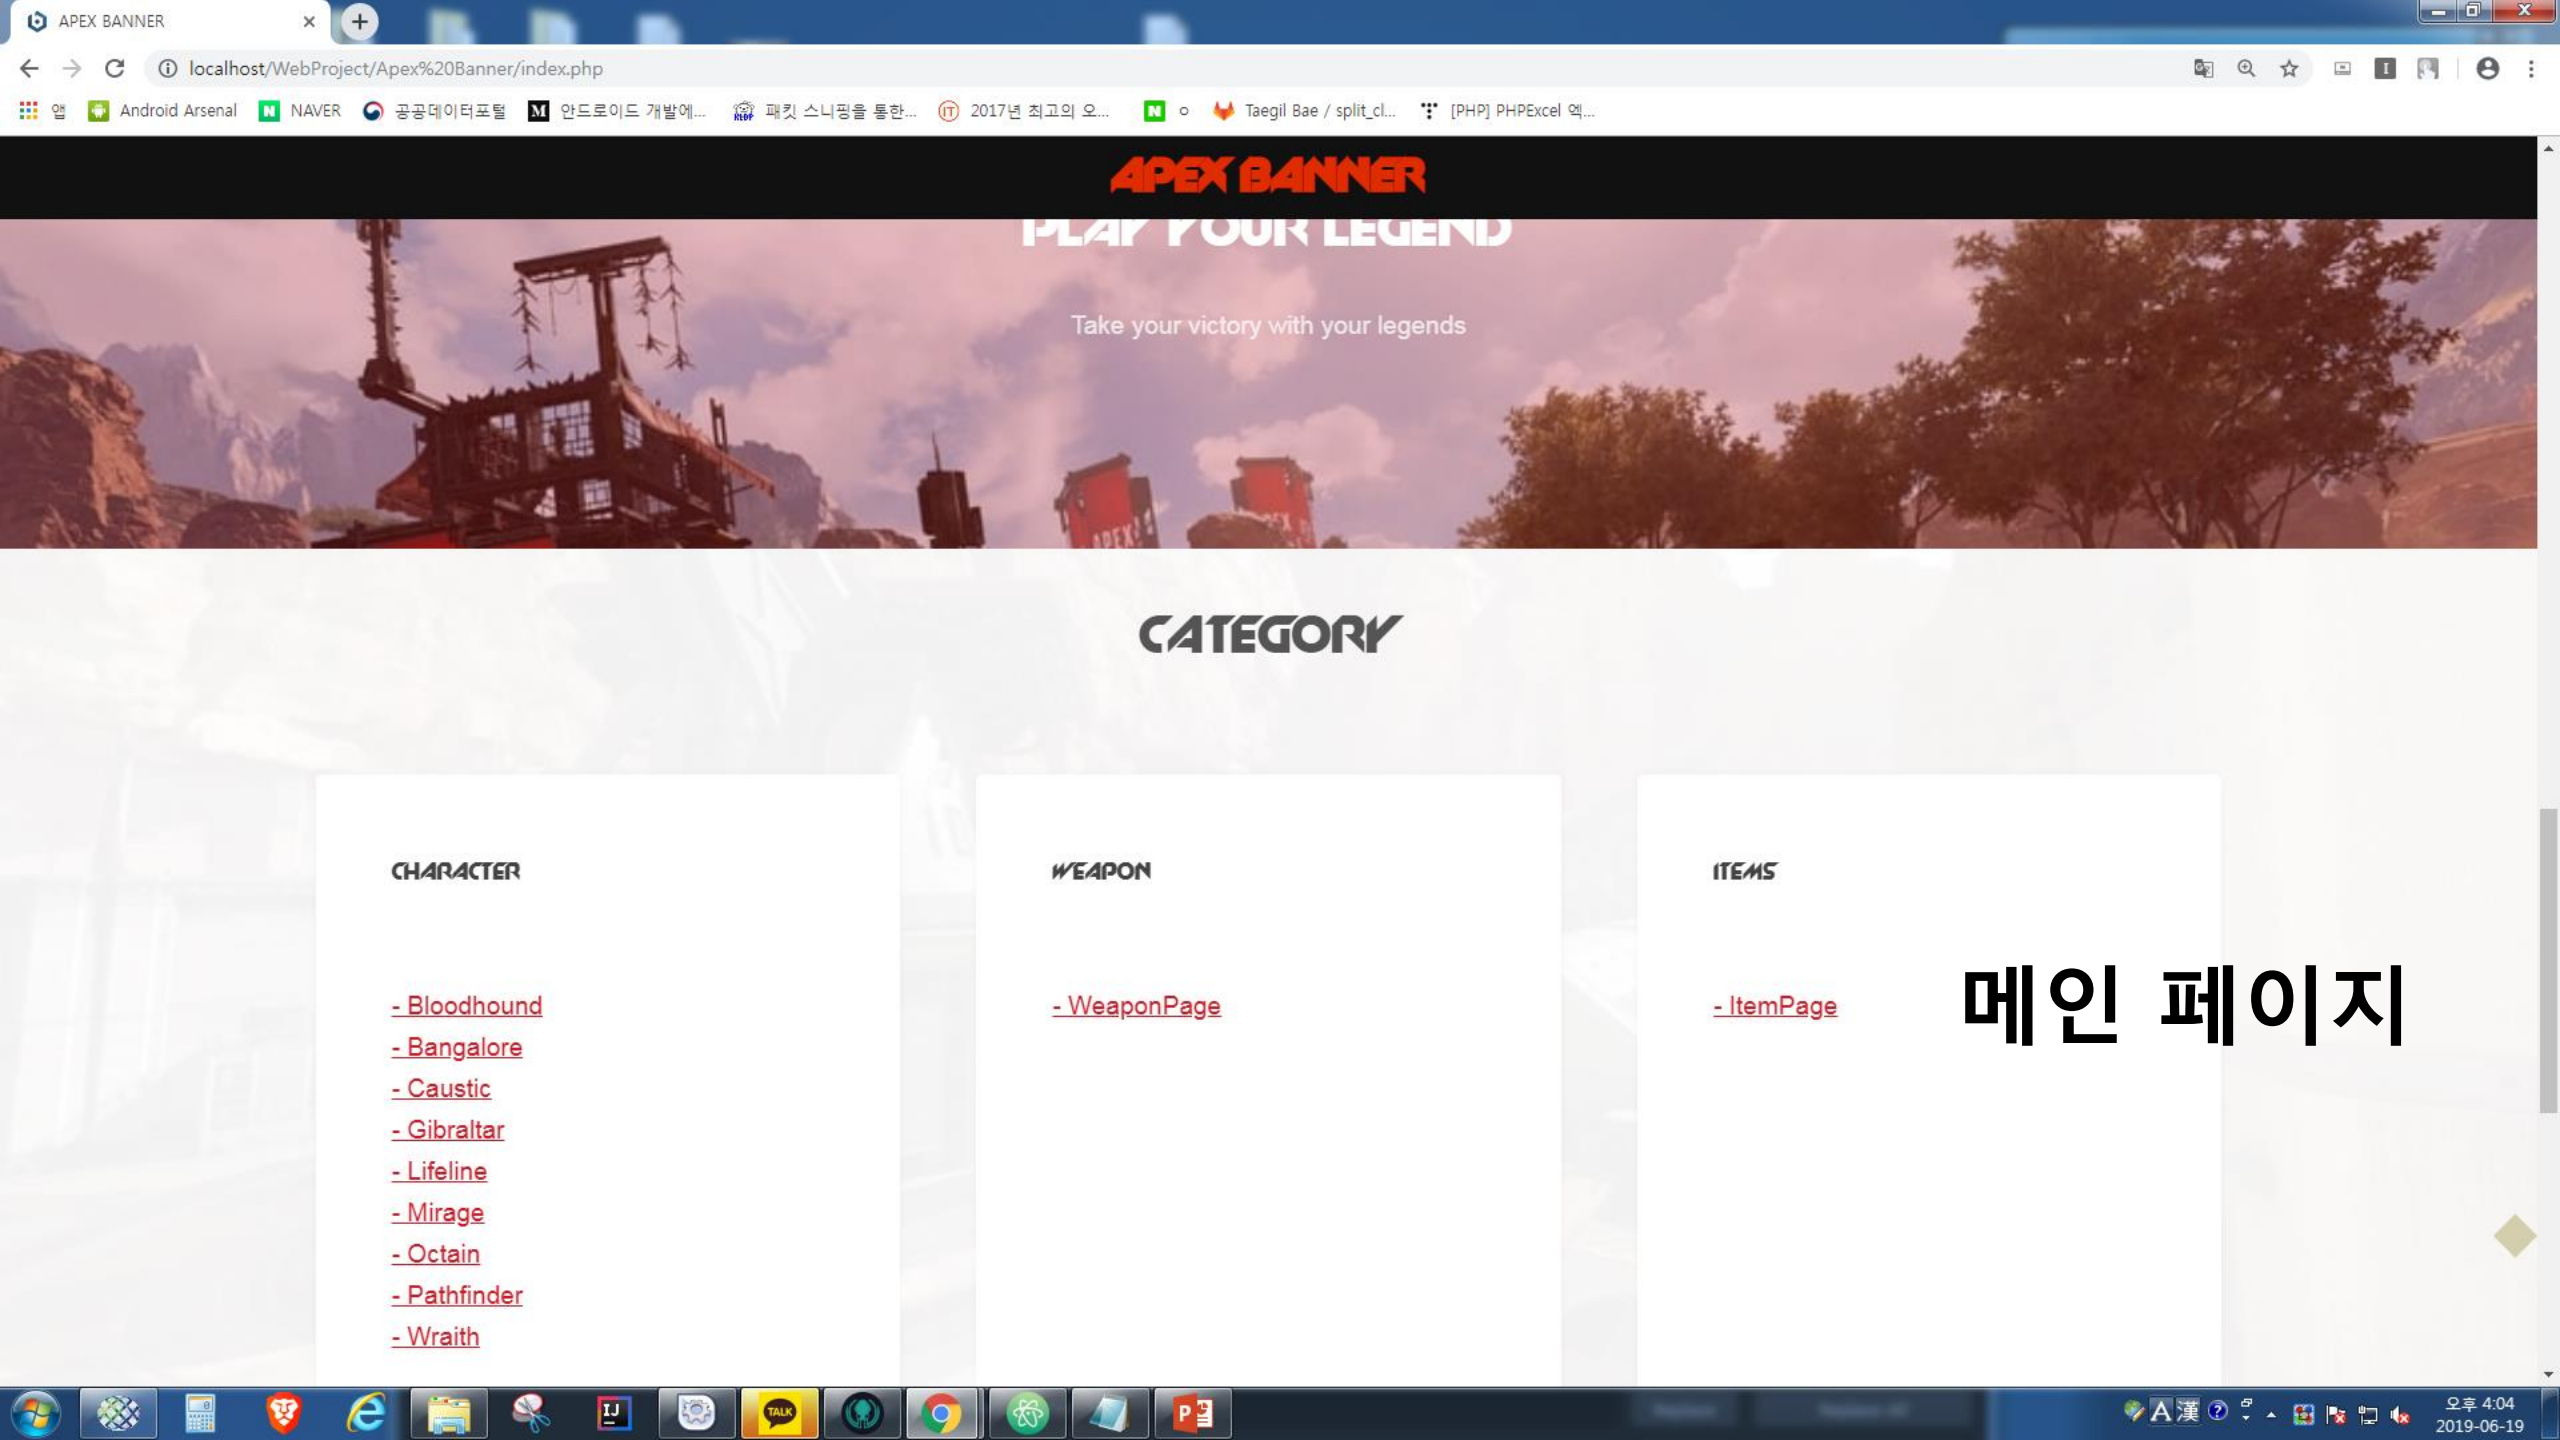 APEX BANNER
localhost/WebProject/Apex%20Banner/index.php
앱 Android Arsenal NAVER 공공데이터포털 안드로이드 개발에... 패킷 스니핑을 통한... 2017년 최고의 오... ㅇ Taegil Bae / split_cl... [PHP] PHPExcel 엑...
APEX BANNER
PLAY YOUR LEGEND
Take your victory with your legends
CATEGORY
CHARACTER
- Bloodhound
- Bangalore
- Caustic
- Gibraltar
- Lifeline
- Mirage
- Octain
- Pathfinder
- Wraith
WEAPON
- WeaponPage
ITEMS
- ItemPage
메인 페이지
TALK
A 漢
오후 4:04
2019-06-19